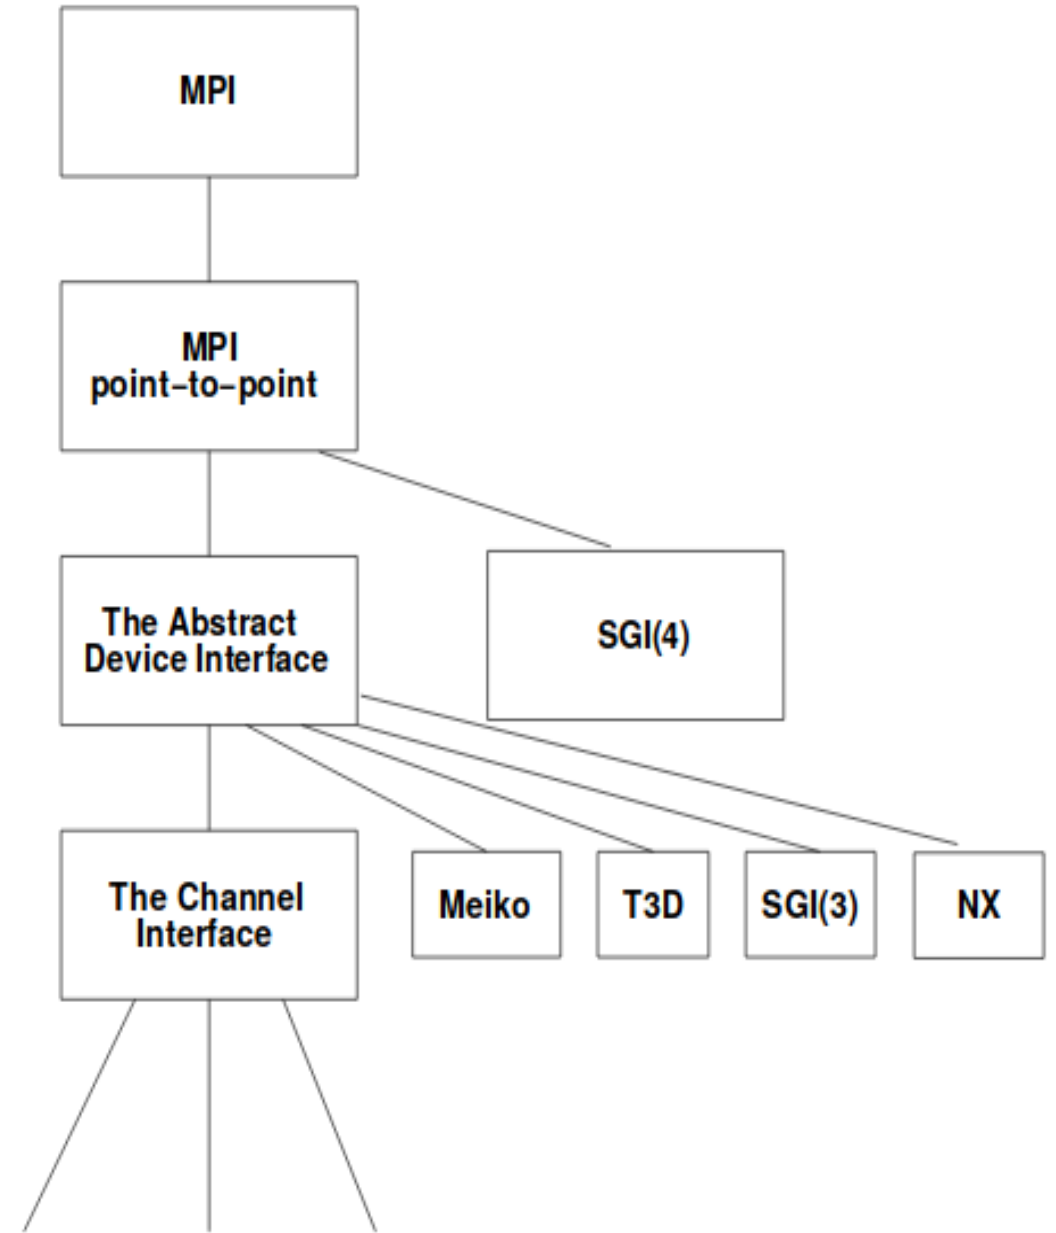 MPI
MPI
point−to−point
The Abstract
Device Interface
SGI(4)
The Channel
Interface
Meiko
T3D
SGI(3)
NX